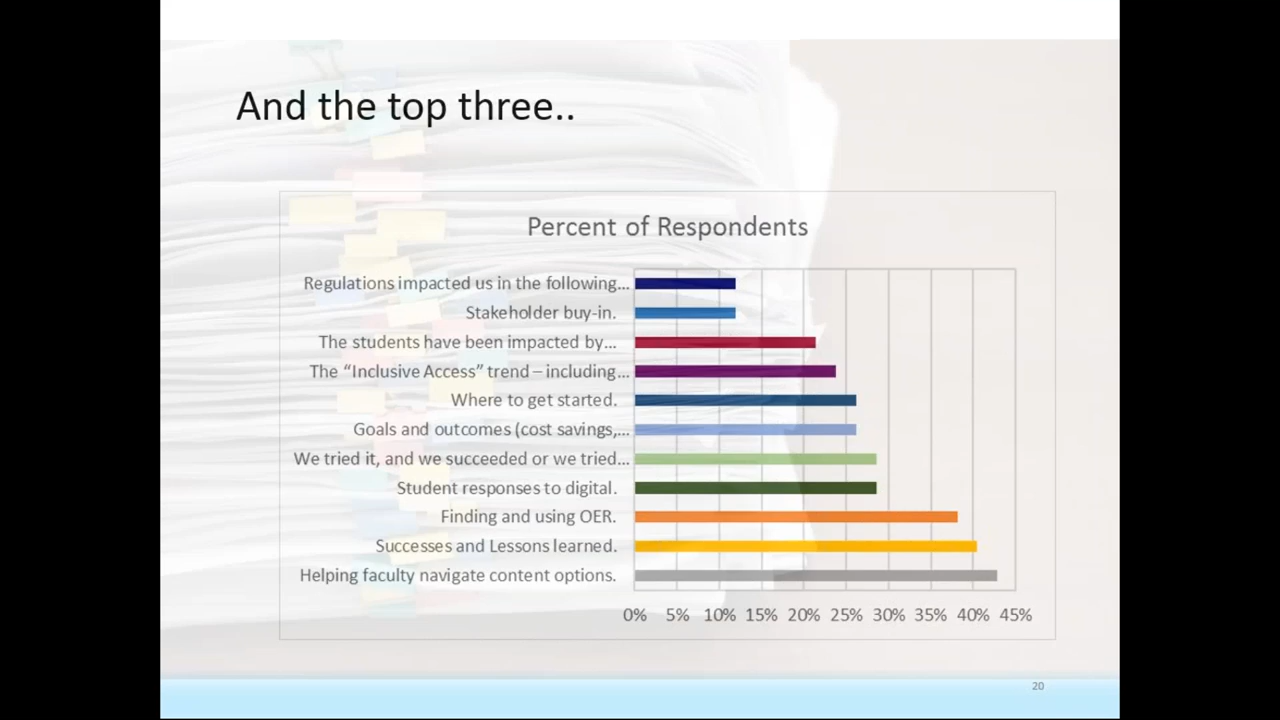 And the top three..
Percent of Respondents
Regulations impacted us in the following...
Stakeholder buy-in.
The students have been impacted by...
The “Inclusive Access” trend – including...
Where to get started.
Goals and outcomes (cost savings,...
We tried it, and we succeeded or we tried...
Student responses to digital.
Finding and using OER.
Successes and Lessons learned.
Helping faculty navigate content options.
0% 5% 10% 15% 20% 25% 30% 35% 40% 45%
20